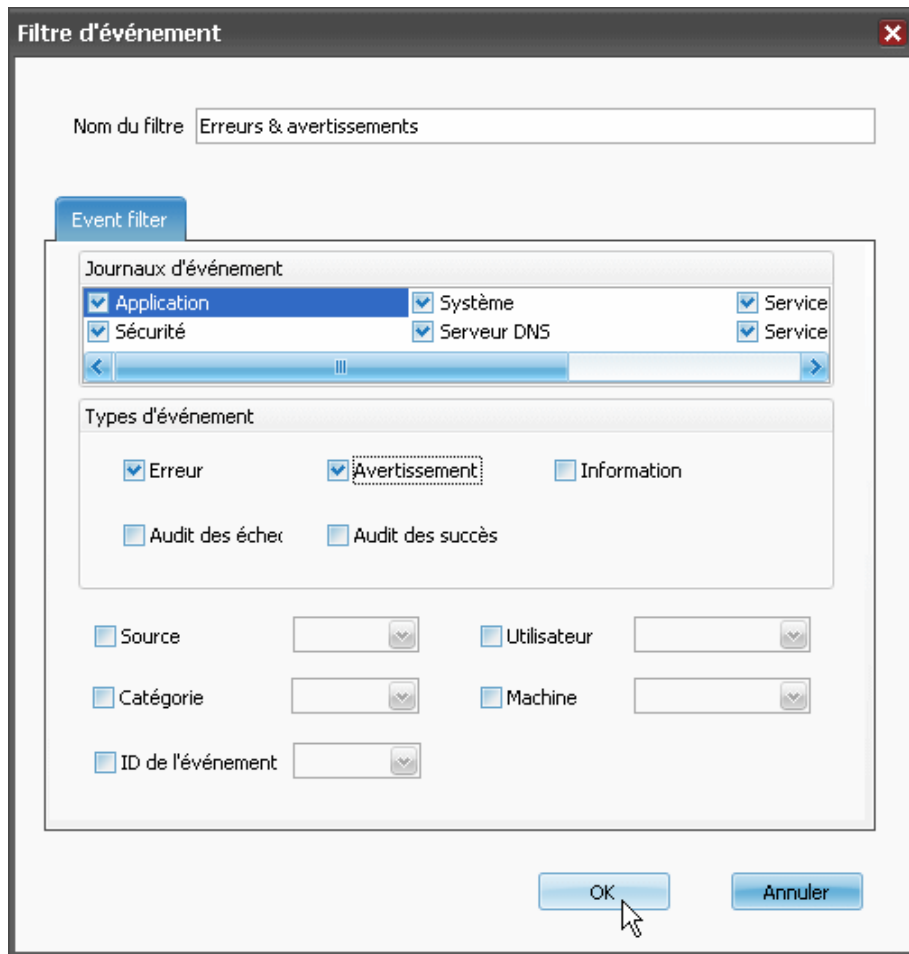 Filtre d'événement
Nom du filtre Erreurs & avertissements
Event filter
Journaux d'événement
Application Système Service
Sécurité Serveur DNS Service
Types d'événement
Erreur Avertissement Information
Audit des échec Audit des succès
Source Utilisateur
Catégorie Machine
ID de l'événement
OK Annuler